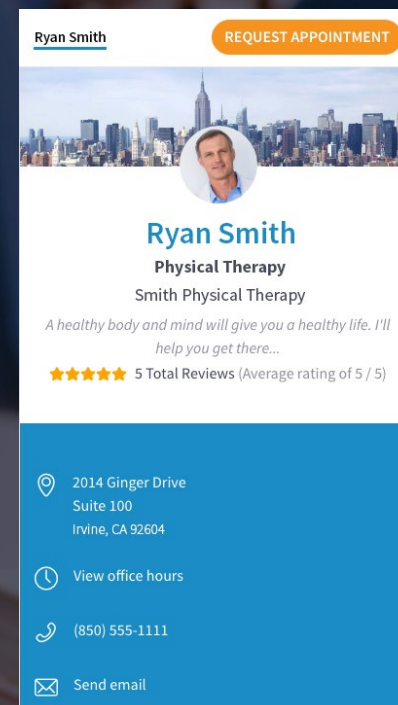 Ryan Smith
REQUEST APPOINTMENT
Ryan Smith
Physical Therapy
Smith Physical Therapy
A healthy body and mind will give you a healthy life. I'll
help you get there...
5 Total Reviews (Average rating of 5 / 5)
2014 Ginger Drive
Suite 100
Irvine, CA 92604
View office hours
(850) 555-1111
Send email